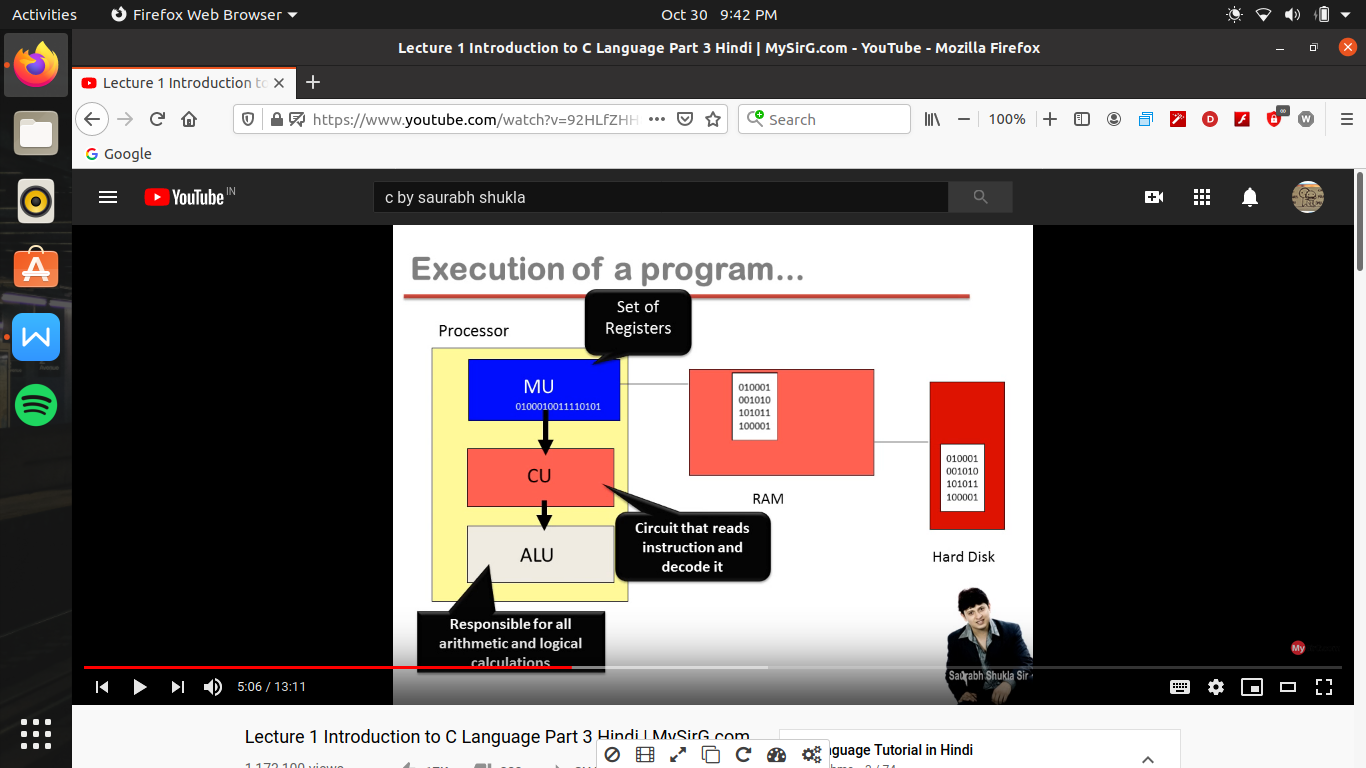 Activities
Firefox Web Browser
Oct 30 9:42 PM
Lecture 1 Introduction to C Language Part 3 Hindi | MySirG.com - YouTube - Mozilla Firefox
Lecture 1 Introduction to
https://www.youtube.com/watch?v=92HLfZHH
Search
100%
Google
YouTube IN
c by saurabh shukla
Execution of a program...
Set of
Registers
Processor
MU
0100010011110101
CU
ALU
010001
001010
101011
100001
RAM
010001
001010
101011
100001
Hard Disk
Circuit that reads
instruction and
decode it
Responsible for all
arithmetic and logical
calculations
My
Saurabh Shukla Sir
5:06 / 13:11
Lecture 1 Introduction to C Language Part 3 Hindi | MySirG.com
nguage Tutorial in Hindi